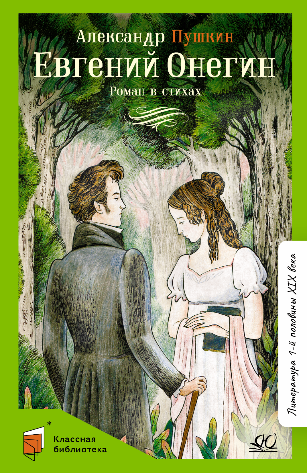 Александр Пушкин
Евгений Онегин
Роман в стихах
Литература 1-й половины XIX века
Классная
библиотека